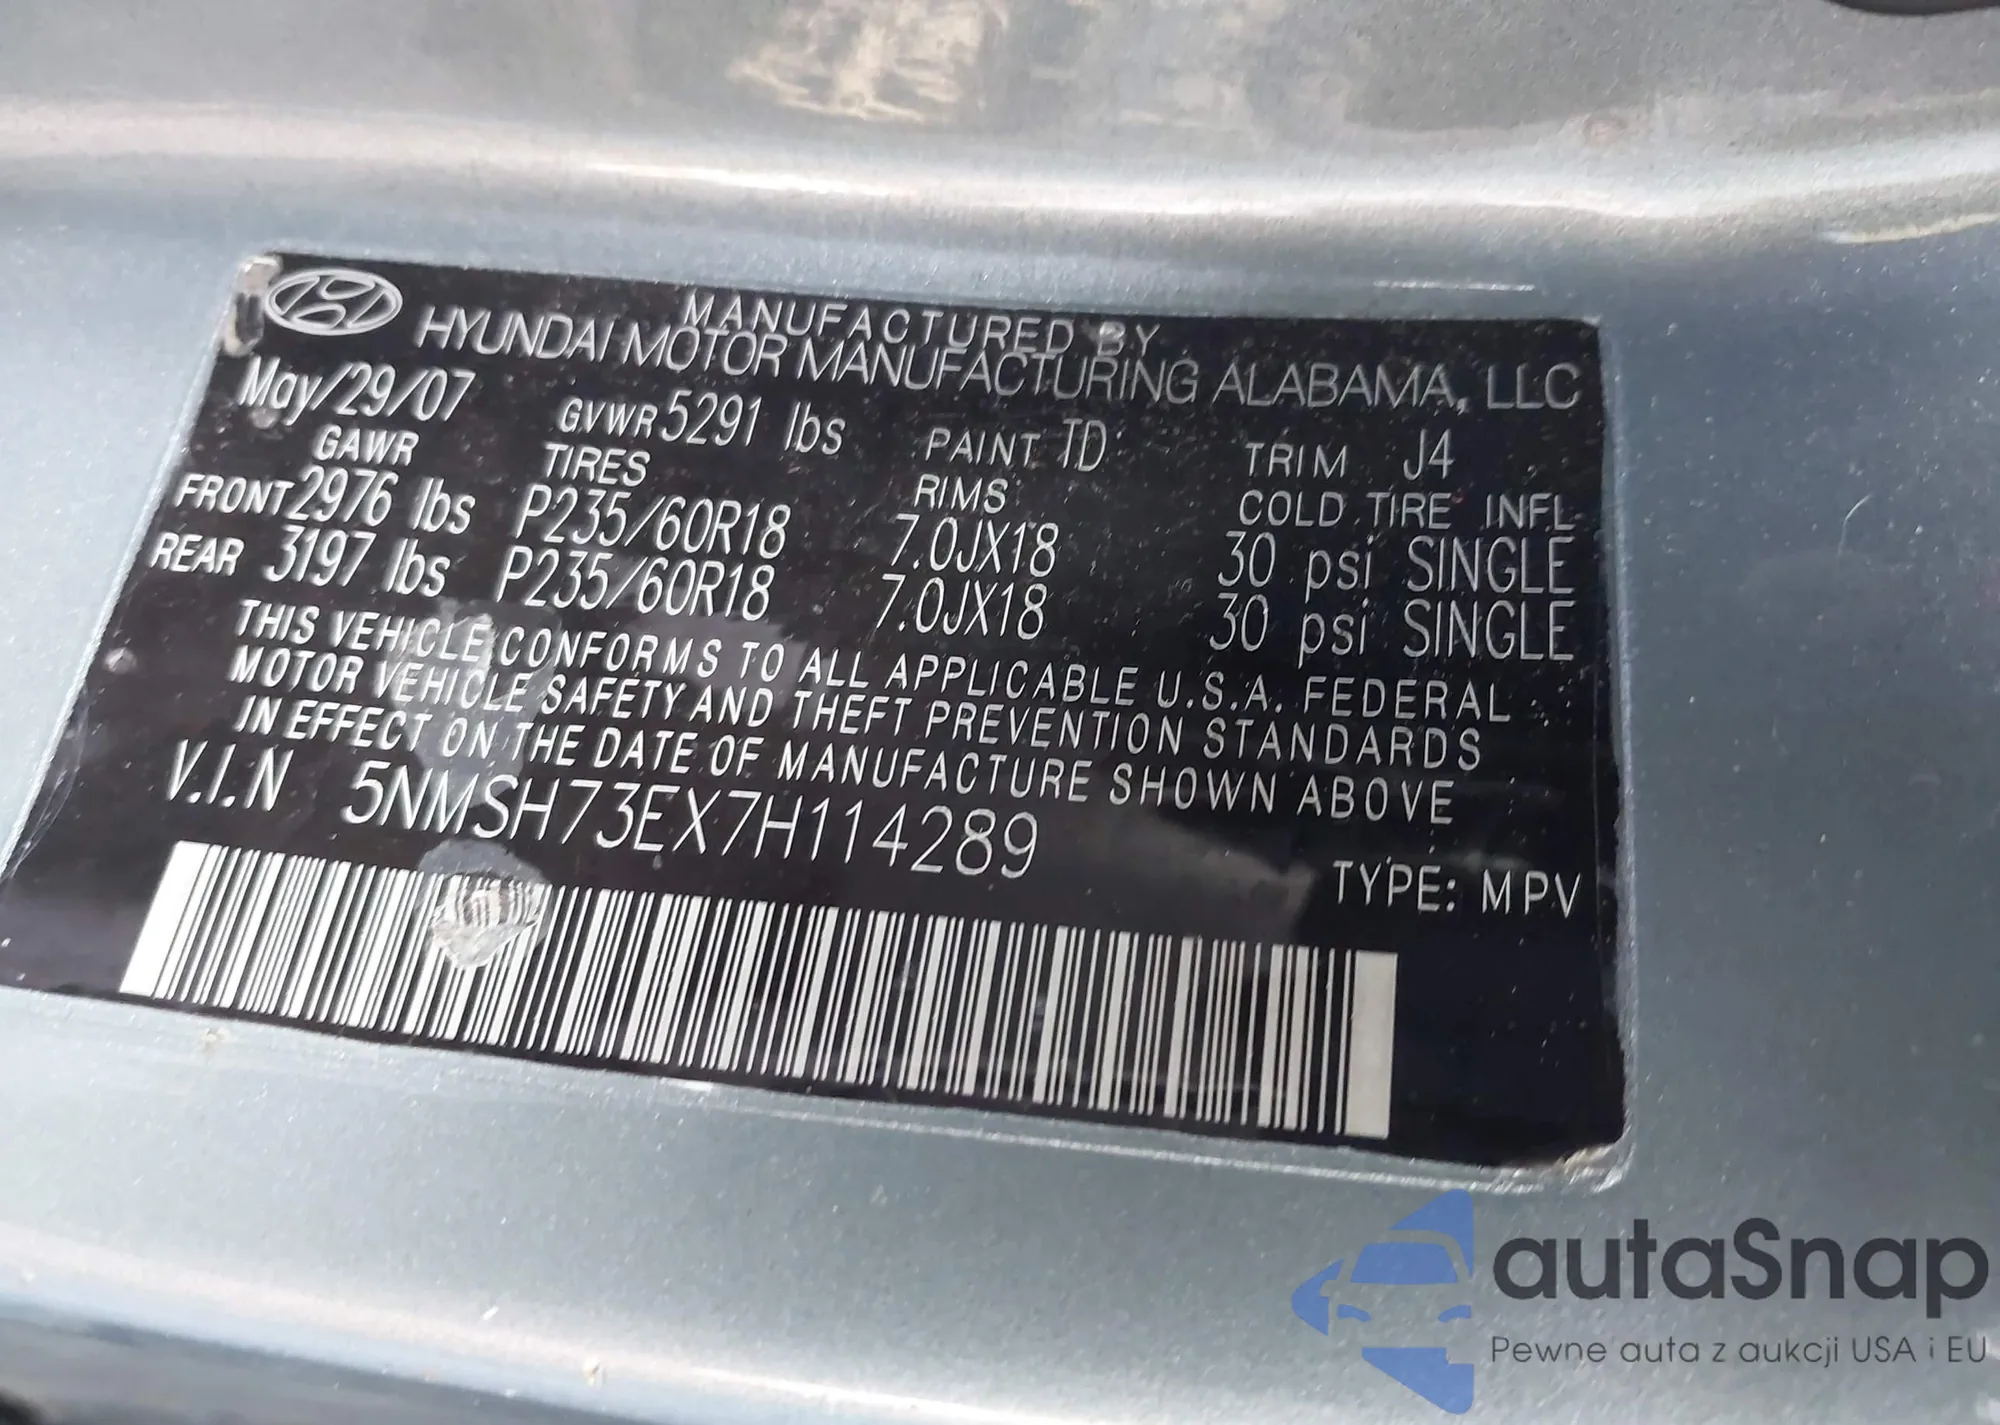 MANUFACTURED BY
HYUNDAI MOTOR MANUFACTURING ALABAMA, LLC
May/29/07 GVWR 5291 lbs PAINT TD TRIM J4
GAWR TIRES RIMS COLD TIRE INFL
FRONT 2976 lbs P235/60R18 7.0JX18 30 psi SINGLE
REAR 3197 lbs P235/60R18 7.0JX18 30 psi SINGLE
THIS VEHICLE CONFORMS TO ALL APPLICABLE U.S.A. FEDERAL
MOTOR VEHICLE SAFETY AND THEFT PREVENTION STANDARDS
IN EFFECT ON THE DATE OF MANUFACTURE SHOWN ABOVE
V.I.N 5NMSH73EX7H114289
TYPE: MPV
autaSnap
Pewne auta z aukcji USA i EU